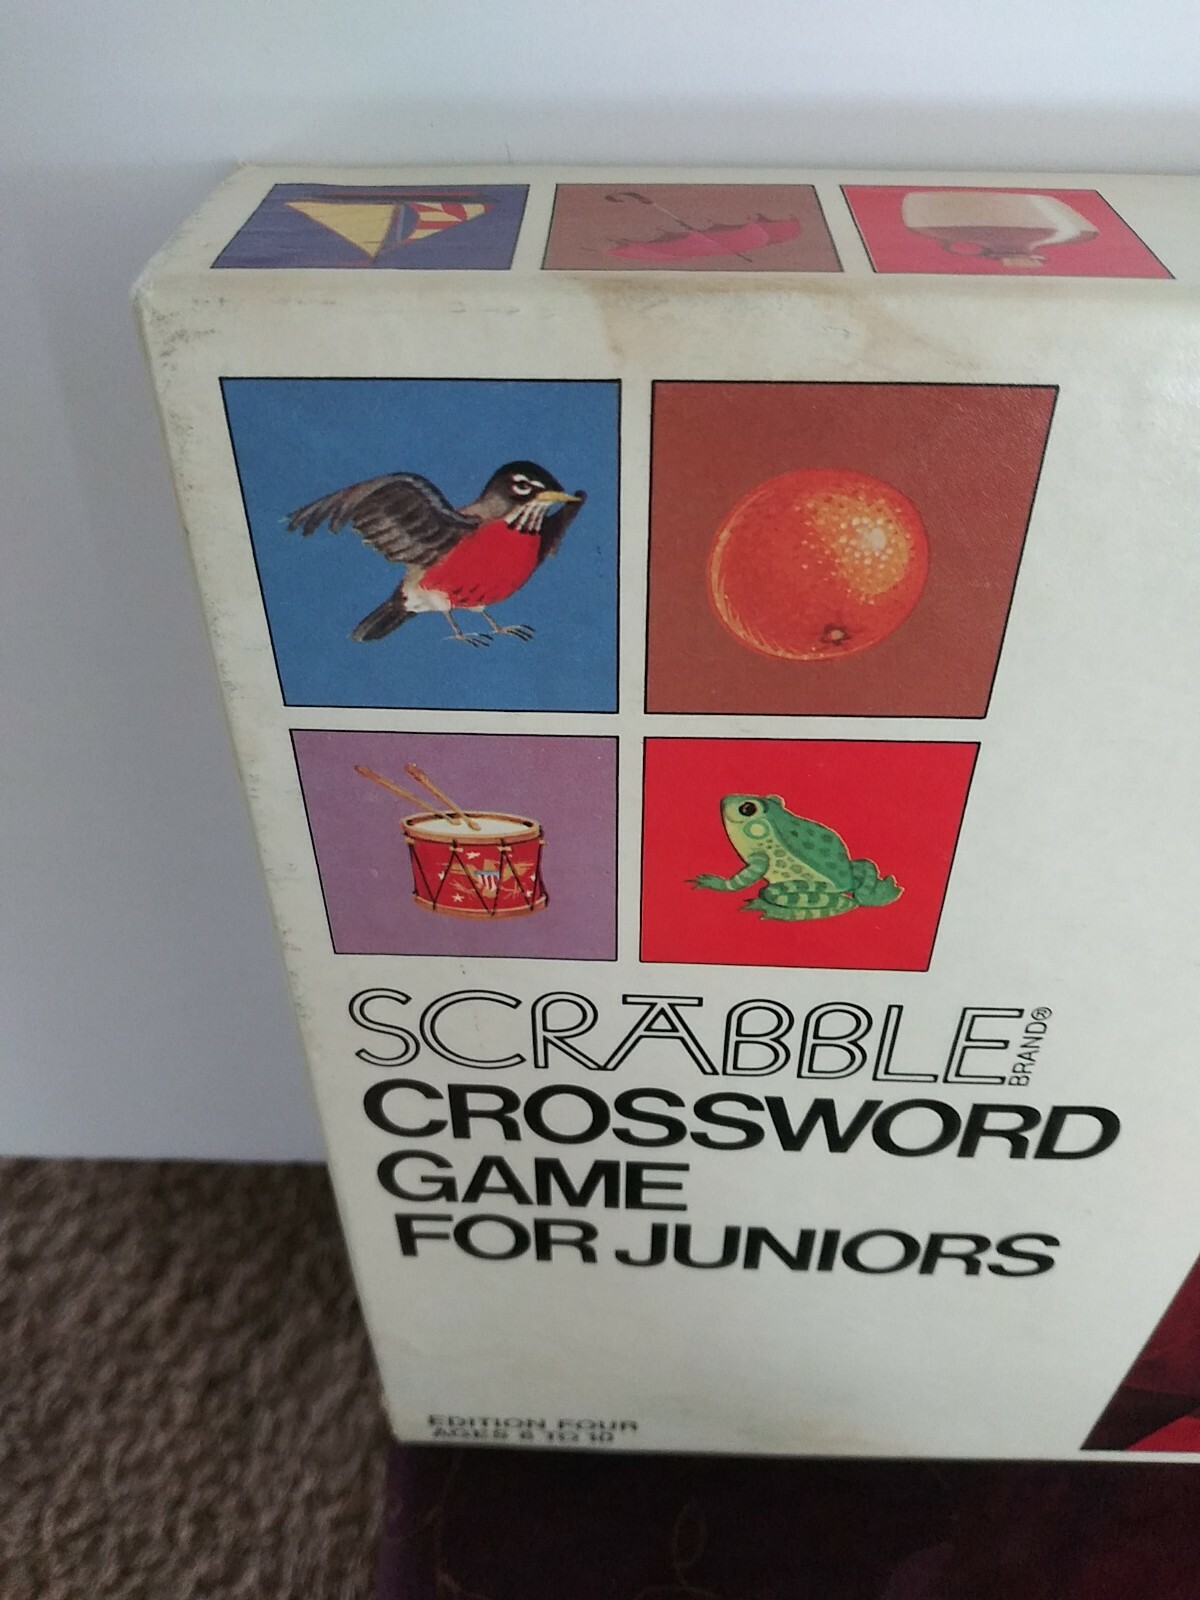 SCRABBLE BRAND®
CROSSWORD
GAME
FOR JUNIORS
EDITION FOUR
AGES 6 TO 10